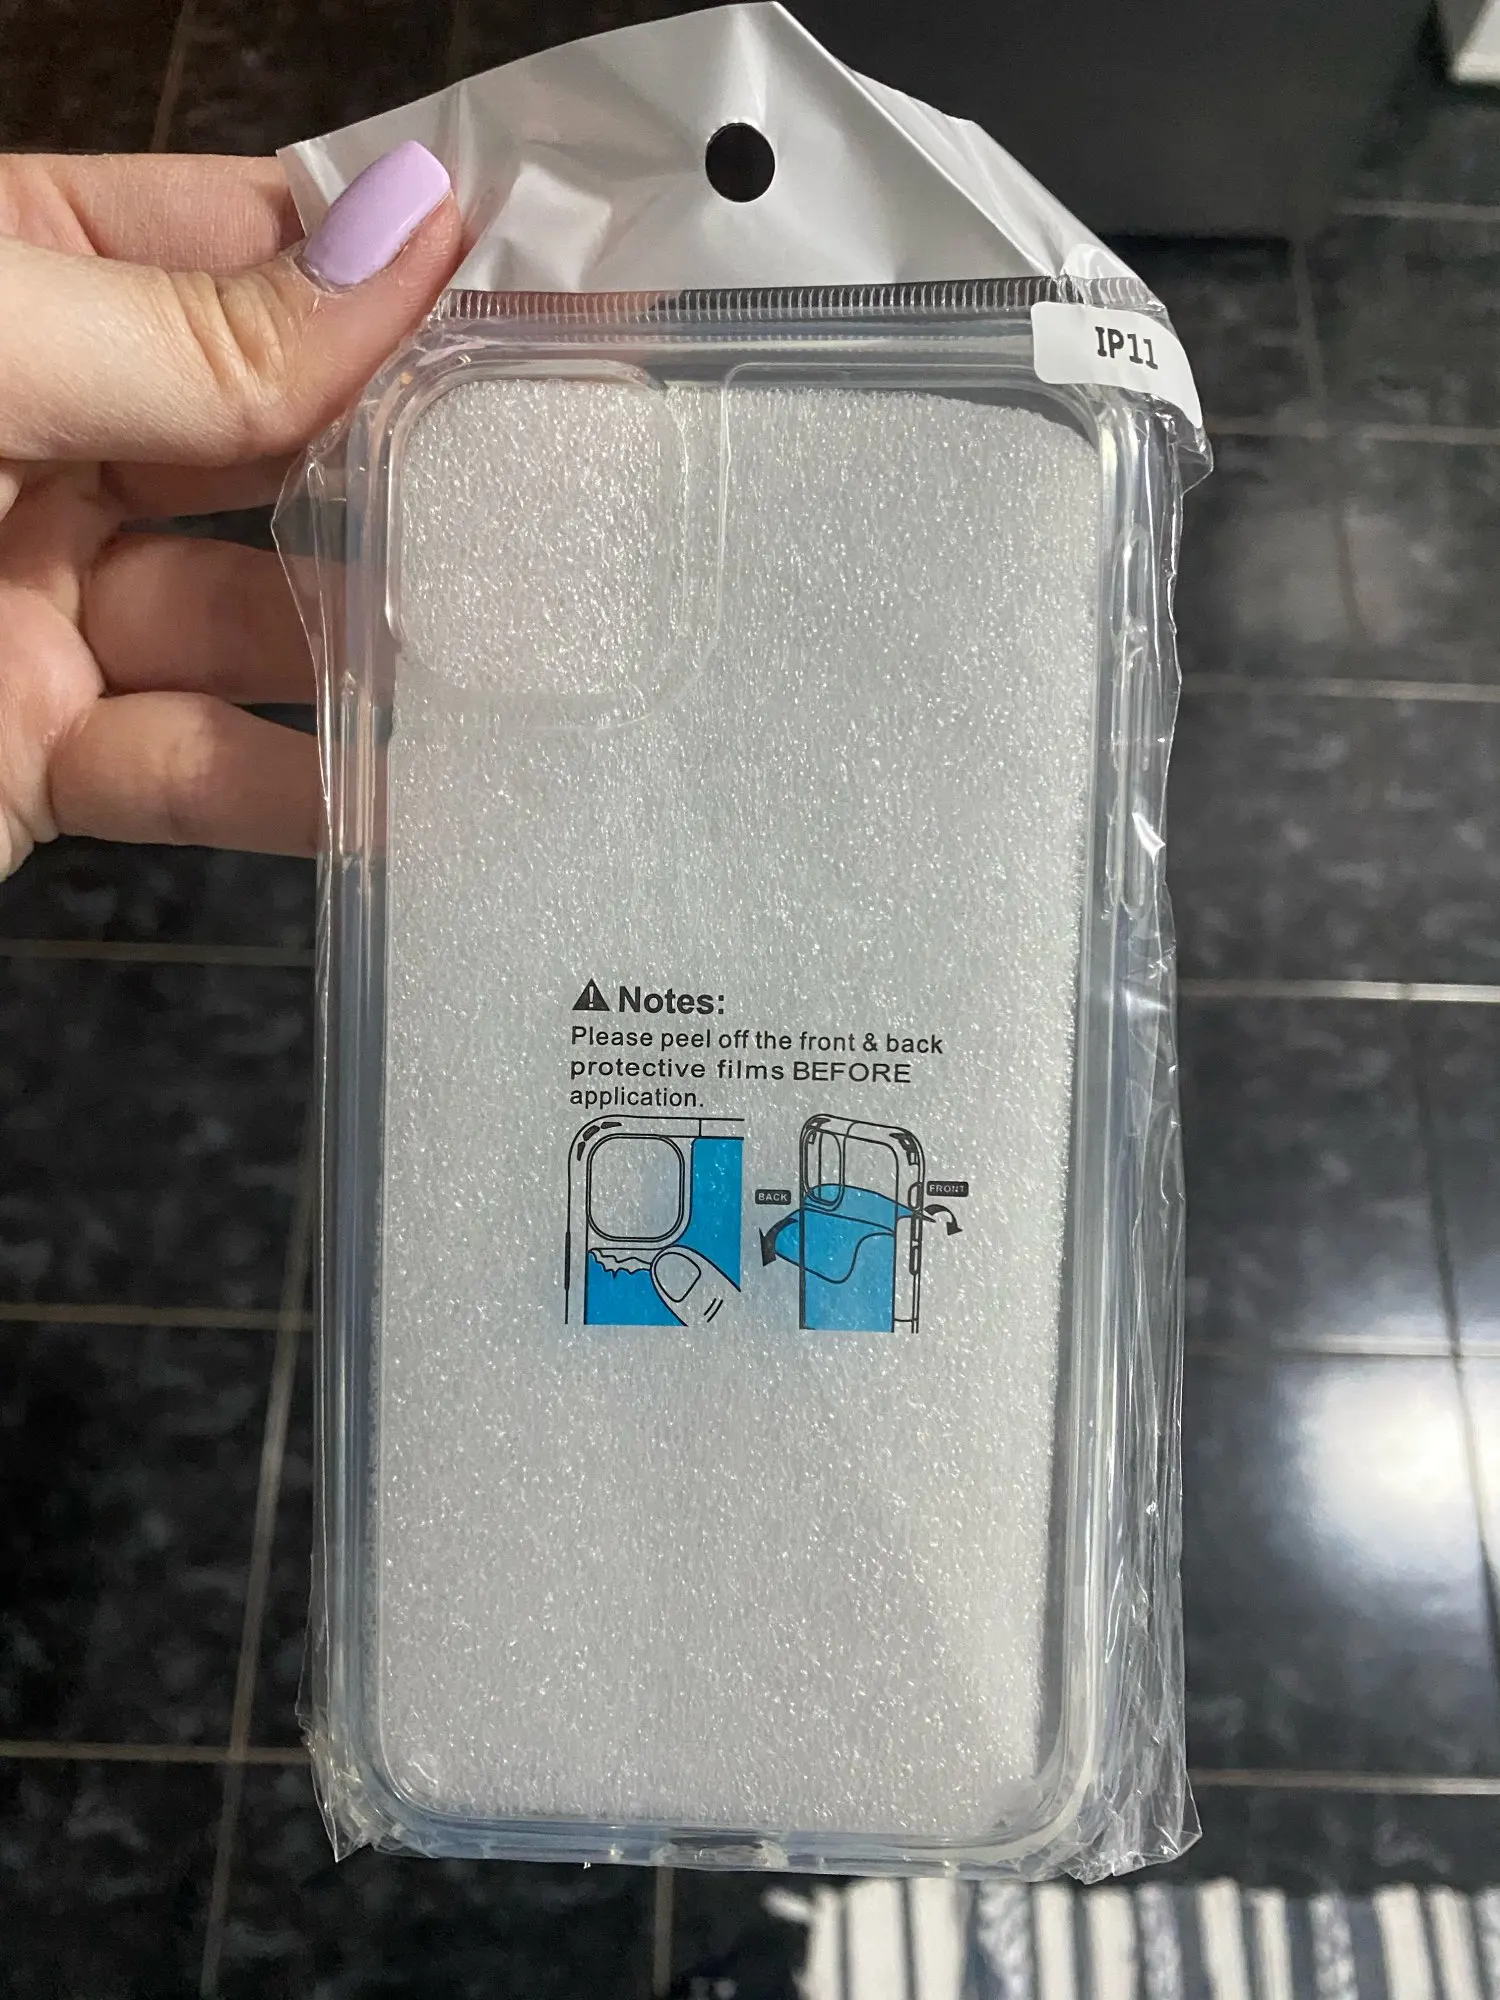 IP11
Notes:
Please peel off the front & back
protective films BEFORE
application.
BACK
FRONT